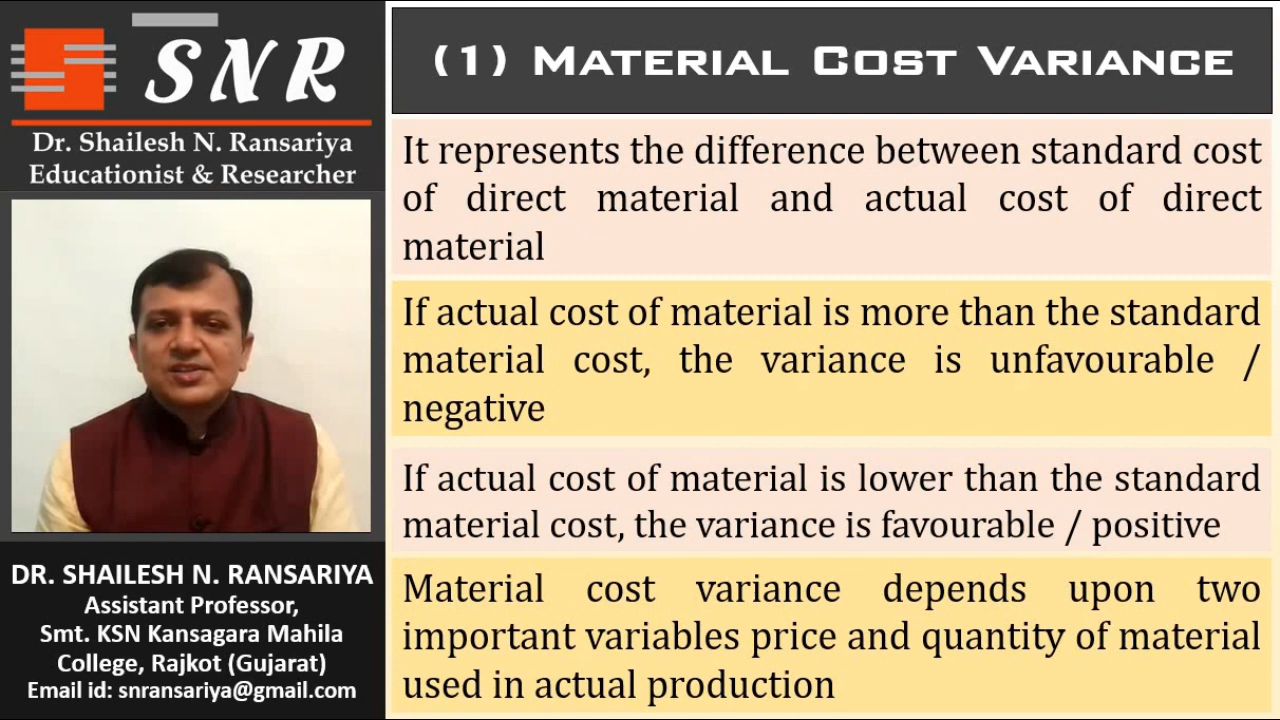 SNR
Dr. Shailesh N. Ransariya
Educationist & Researcher
DR. SHAILESH N. RANSARIYA
Assistant Professor,
Smt. KSN Kansagara Mahila
College, Rajkot (Gujarat)
Email id: snransariya@gmail.com
(1) MATERIAL COST VARIANCE
It represents the difference between standard cost
of direct material and actual cost of direct
material
If actual cost of material is more than the standard
material cost, the variance is unfavourable /
negative
If actual cost of material is lower than the standard
material cost, the variance is favourable / positive
Material cost variance depends upon two
important variables price and quantity of material
used in actual production